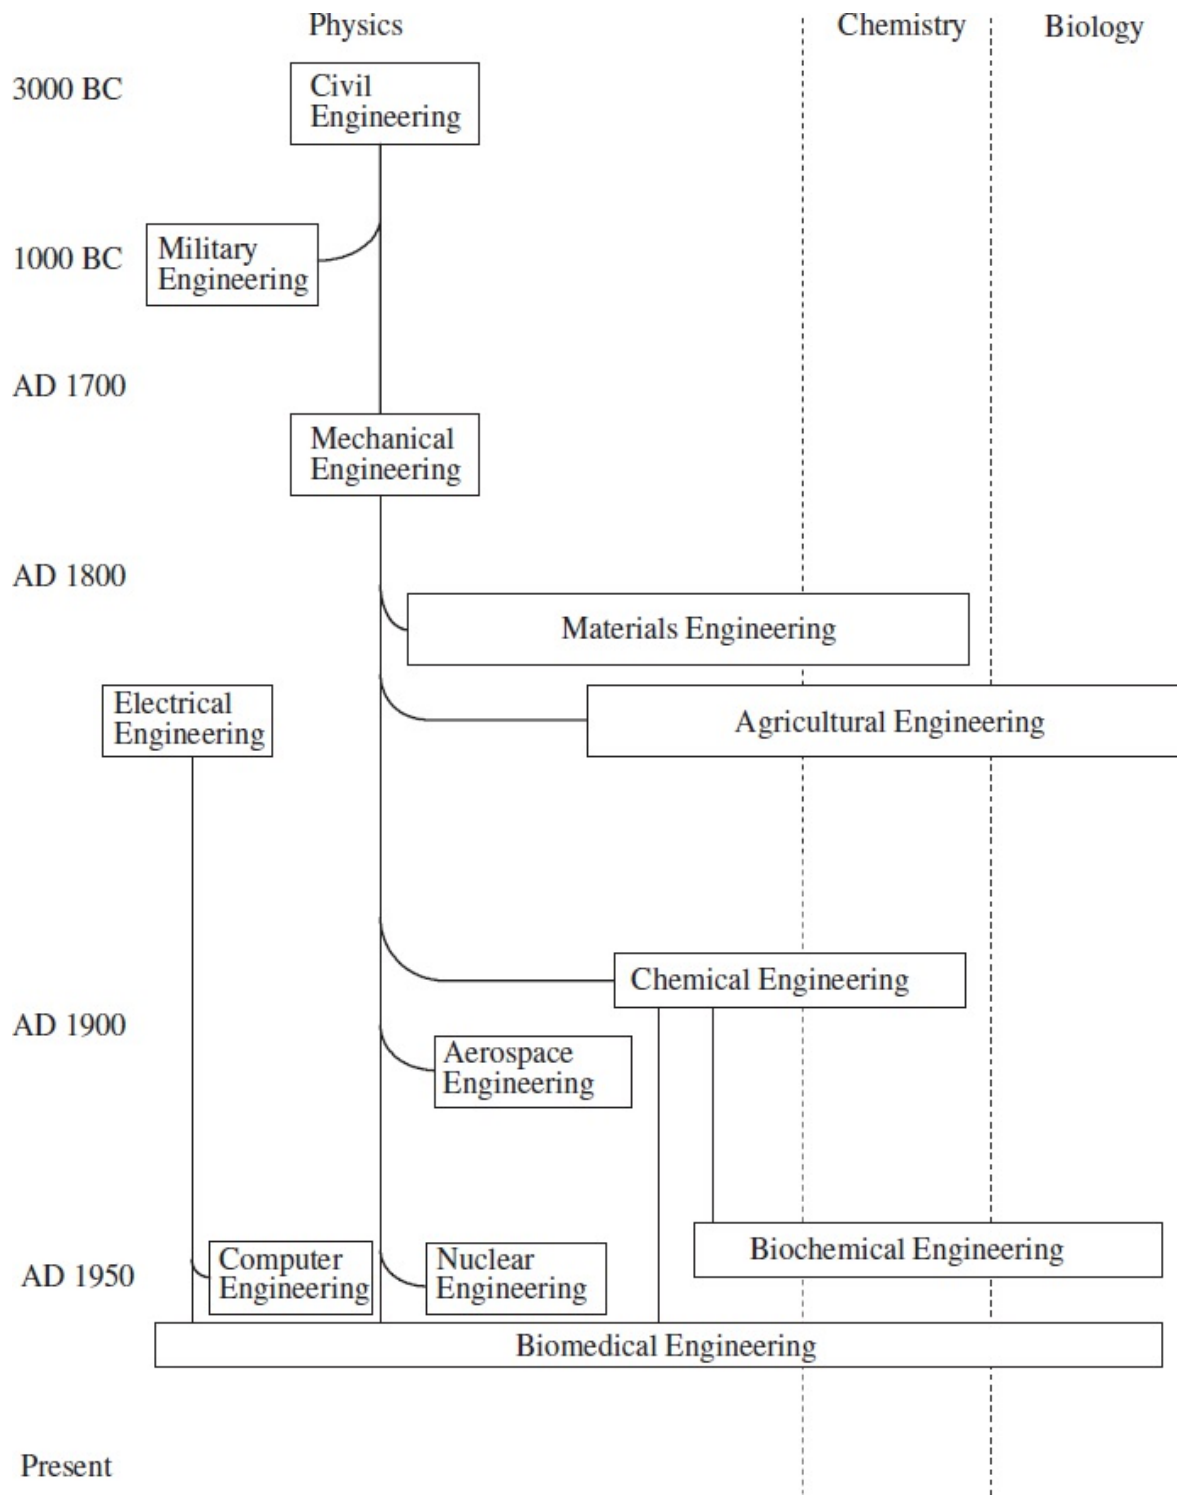 Physics
Chemistry
Biology
3000 BC
Civil
Engineering
1000 BC
Military
Engineering
AD 1700
Mechanical
Engineering
AD 1800
Materials Engineering
Electrical
Engineering
Agricultural Engineering
Chemical Engineering
AD 1900
Aerospace
Engineering
Biochemical Engineering
AD 1950
Computer
Engineering
Nuclear
Engineering
Biomedical Engineering
Present